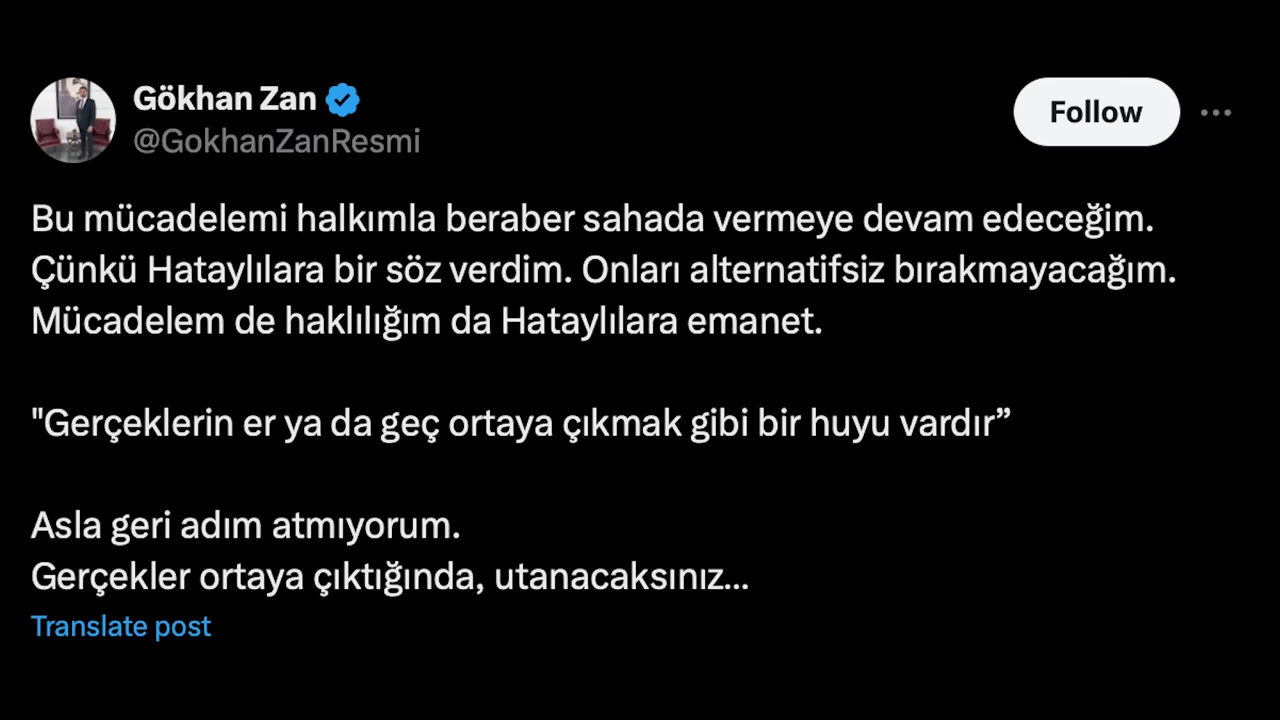 Gökhan Zan
@GokhanZanResmi
Follow
Bu mücadelemi halkımla beraber sahada vermeye devam edeceğim.
Çünkü Hataylılara bir söz verdim. Onları alternatifsiz bırakmayacağım.
Mücadelem de haklılığım da Hataylılara emanet.
"Gerçeklerin er ya da geç ortaya çıkmak gibi bir huyu vardır”
Asla geri adım atmıyorum.
Gerçekler ortaya çıktığında, utanacaksınız...
Translate post